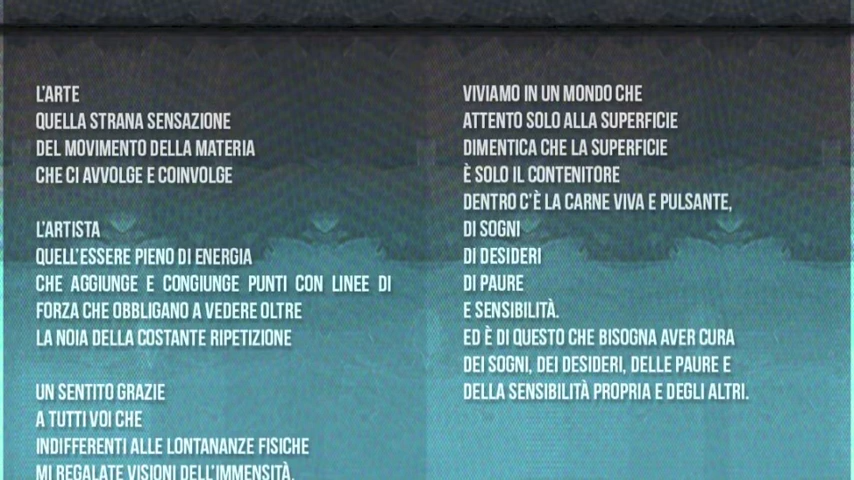 L'ARTE
QUELLA STRANA SENSAZIONE
DEL MOVIMENTO DELLA MATERIA
CHE CI AVVOLGE E COINVOLGE
L'ARTISTA
QUELL'ESSERE PIENO DI ENERGIA
CHE AGGIUNGE E CONGIUNGE PUNTI CON LINEE DI
FORZA CHE OBBLIGANO A VEDERE OLTRE
LA NOIA DELLA COSTANTE RIPETIZIONE
UN SENTITO GRAZIE
A TUTTI VOI CHE
INDIFFERENTI ALLE LONTANANZE FISICHE
MI REGALATE VISIONI DELL'IMMENSITÀ.
VIVIAMO IN UN MONDO CHE
ATTENTO SOLO ALLA SUPERFICIE
DIMENTICA CHE LA SUPERFICIE
È SOLO IL CONTENITORE
DENTRO C'È LA CARNE VIVA E PULSANTE,
DI SOGNI
DI DESIDERI
DI PAURE
E SENSIBILITÀ.
ED È DI QUESTO CHE BISOGNA AVER CURA
DEI SOGNI, DEI DESIDERI, DELLE PAURE E
DELLA SENSIBILITÀ PROPRIA E DEGLI ALTRI.